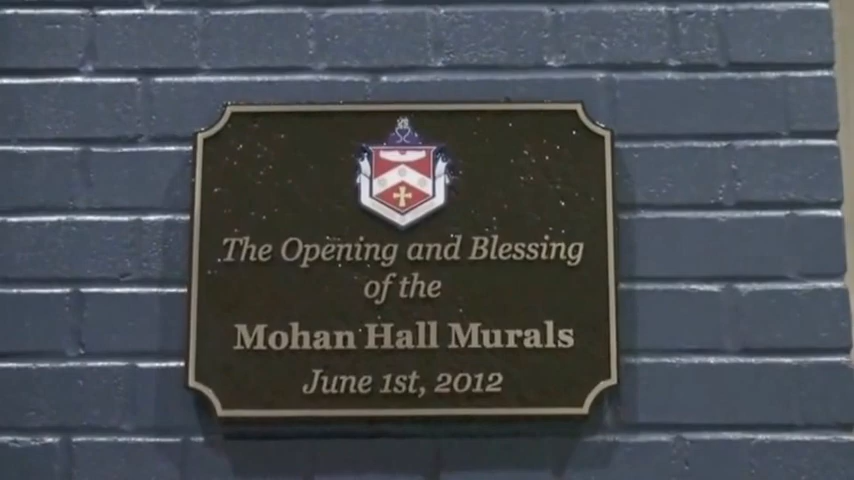 The Opening and Blessing
of the
Mohan Hall Murals
June 1st, 2012